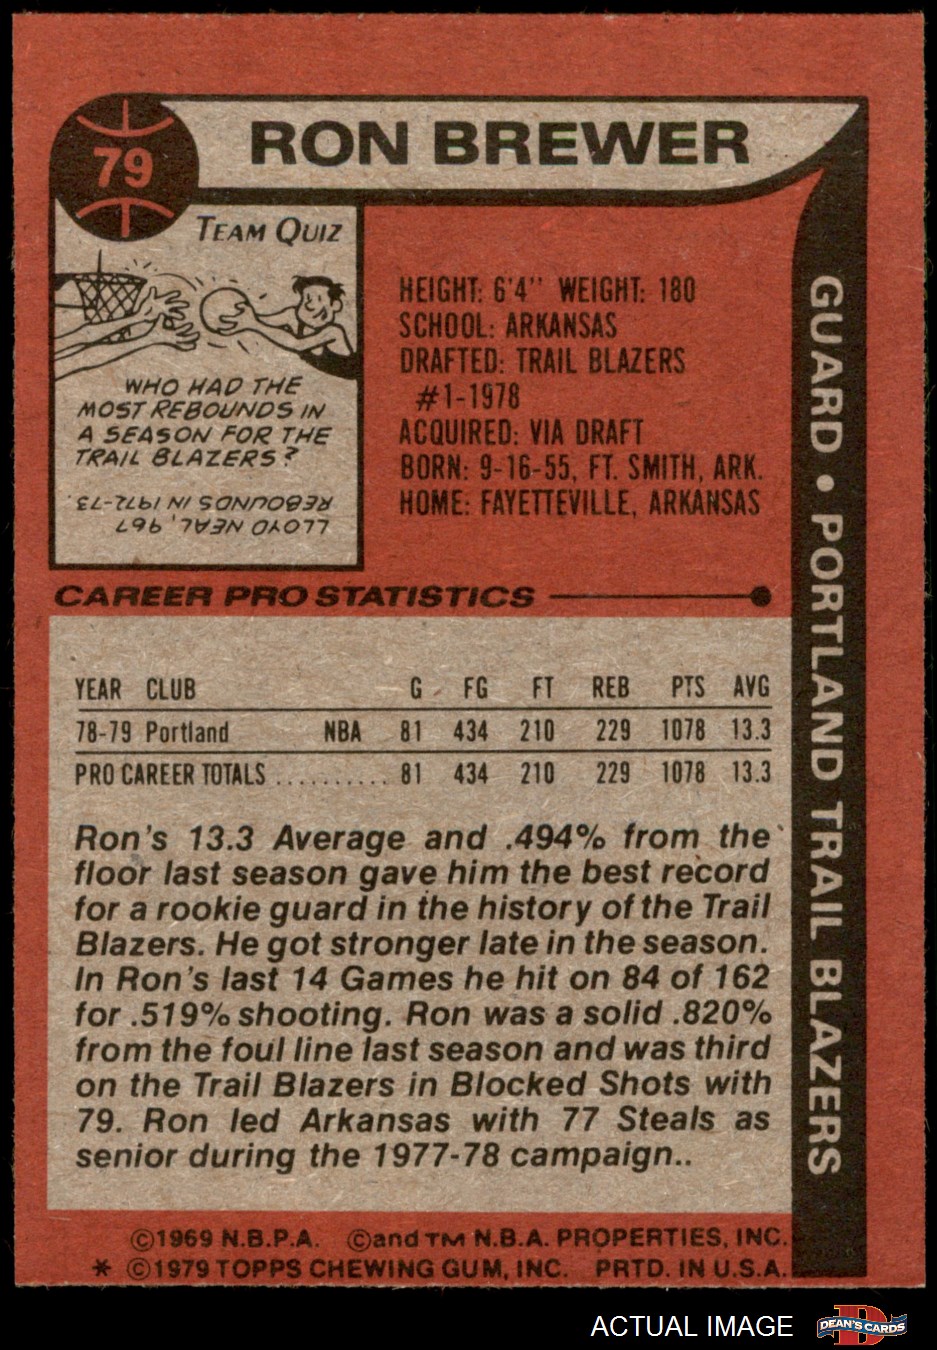 79
RON BREWER
TEAM QUIZ
WHO HAD THE
MOST REBOUNDS IN
A SEASON FOR THE
TRAIL BLAZERS?
LLOYD NEAL, 967
REBOUNDS IN 1972-73.
HEIGHT: 6'4" WEIGHT: 180
SCHOOL: ARKANSAS
DRAFTED: TRAIL BLAZERS
#1-1978
ACQUIRED: VIA DRAFT
BORN: 9-16-55, FT. SMITH, ARK.
HOME: FAYETTEVILLE, ARKANSAS
GUARD • PORTLAND TRAIL BLAZERS
CAREER PRO STATISTICS
YEAR CLUB G FG FT REB PTS AVG
78-79 Portland NBA 81 434 210 229 1078 13.3
PRO CAREER TOTALS .......... 81 434 210 229 1078 13.3
Ron's 13.3 Average and .494% from the
floor last season gave him the best record
for a rookie guard in the history of the Trail
Blazers. He got stronger late in the season.
In Ron's last 14 Games he hit on 84 of 162
for .519% shooting. Ron was a solid .820%
from the foul line last season and was third
on the Trail Blazers in Blocked Shots with
79. Ron led Arkansas with 77 Steals as
senior during the 1977-78 campaign..
©1969 N.B.P.A. ©and TM N.B.A. PROPERTIES, INC.
* ©1979 TOPPS CHEWING GUM, INC. PRTD. IN U.S.A.
ACTUAL IMAGE
DEAN'S CARDS